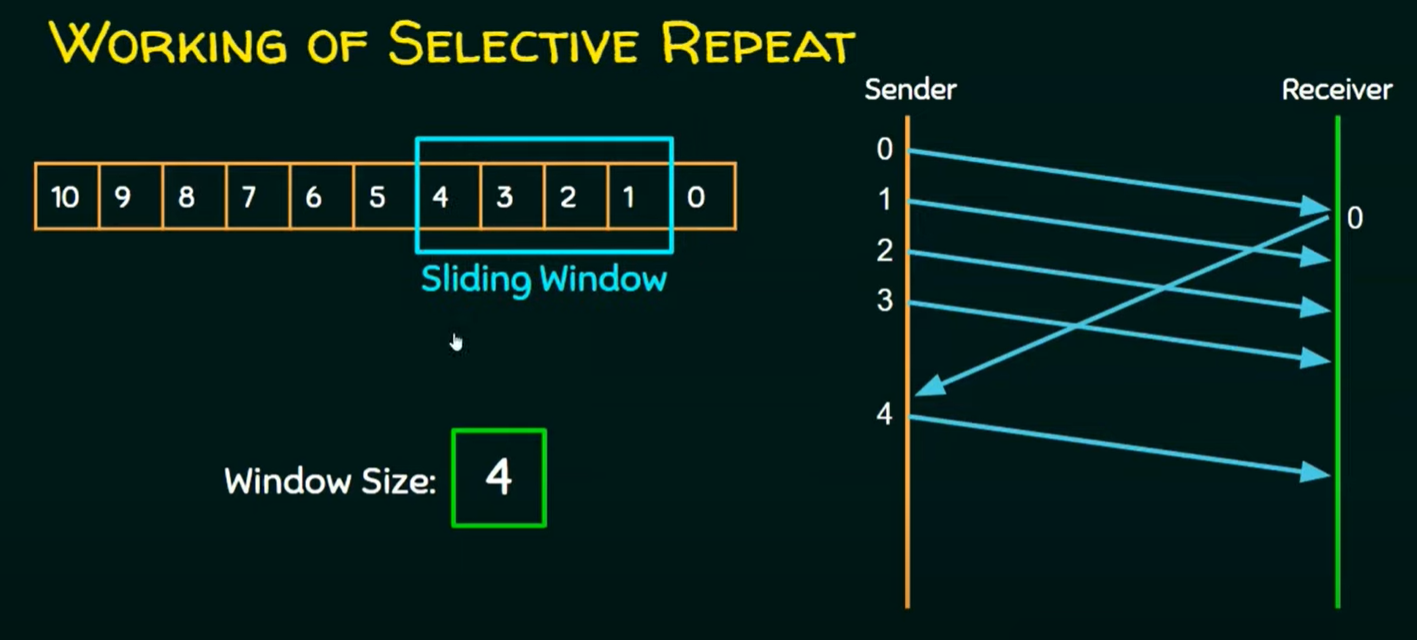 WORKING OF SELECTIVE REPEAT
Sender
Receiver
10 9 8 7 6 5 4 3 2 1 0
Sliding Window
Window Size: 4
0
1
2
3
4
0